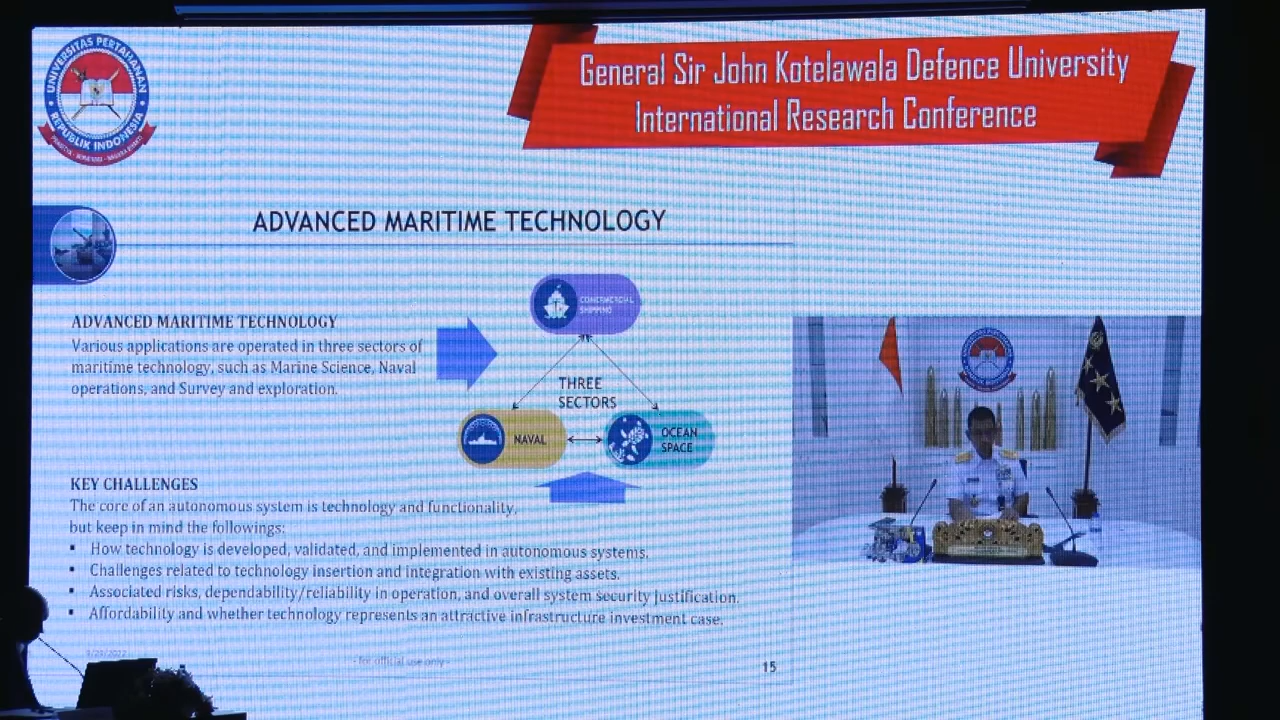 UNIVERSITAS PERTAHANAN
REPUBLIK INDONESIA
General Sir John Kotelawala Defence University
International Research Conference
ADVANCED MARITIME TECHNOLOGY
ADVANCED MARITIME TECHNOLOGY
Various applications are operated in three sectors of
maritime technology, such as Marine Science, Naval
operations, and Survey and exploration.
SHIPPING
THREE
SECTORS
NAVAL
OCEAN
SPACE
KEY CHALLENGES
The core of an autonomous system is technology and functionality,
but keep in mind the followings:
▪ How technology is developed, validated, and implemented in autonomous systems.
▪ Challenges related to technology insertion and integration with existing assets.
▪ Associated risks, dependability/reliability in operation, and overall system security justification.
▪ Affordability and whether technology represents an attractive infrastructure investment case.
- for official use only -
15